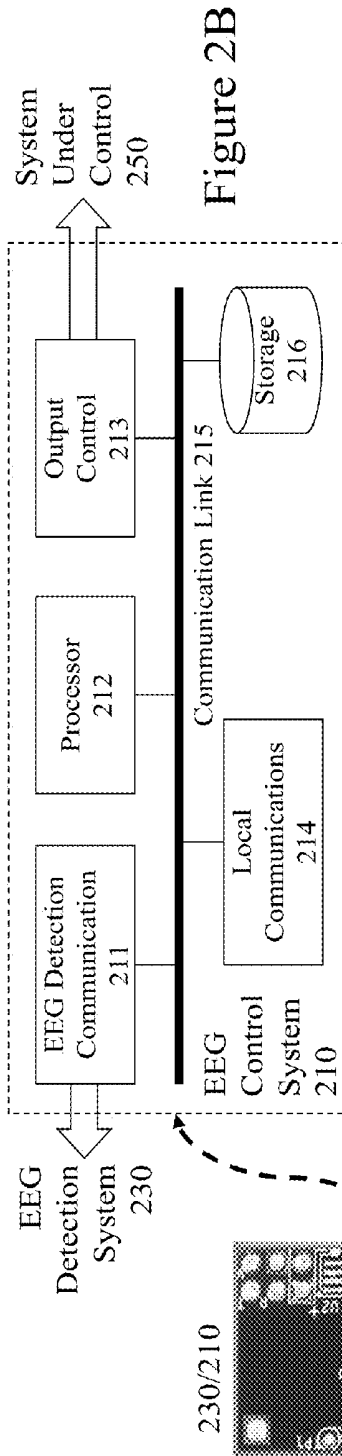 EEG
Detection
System
230
EEG Detection
Communication
211
Processor
212
Output
Control
213
System
Under
Control
250
Communication Link 215
EEG
Control
System
210
Local
Communications
214
Storage
216
Figure 2B
230/210